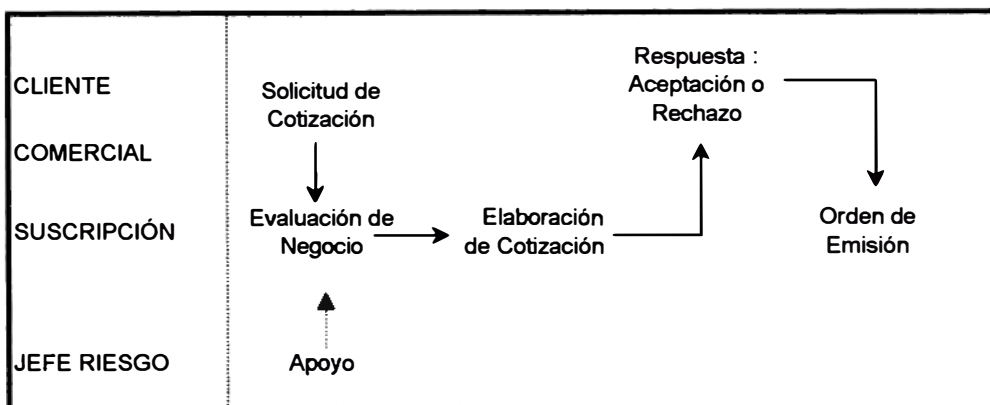 CLIENTE
COMERCIAL
SUSCRIPCIÓN
JEFE RIESGO
Solicitud de
Cotización
Evaluación de
Negocio
Apoyo
Elaboración
de Cotización
Respuesta :
Aceptación o
Rechazo
Orden de
Emisión